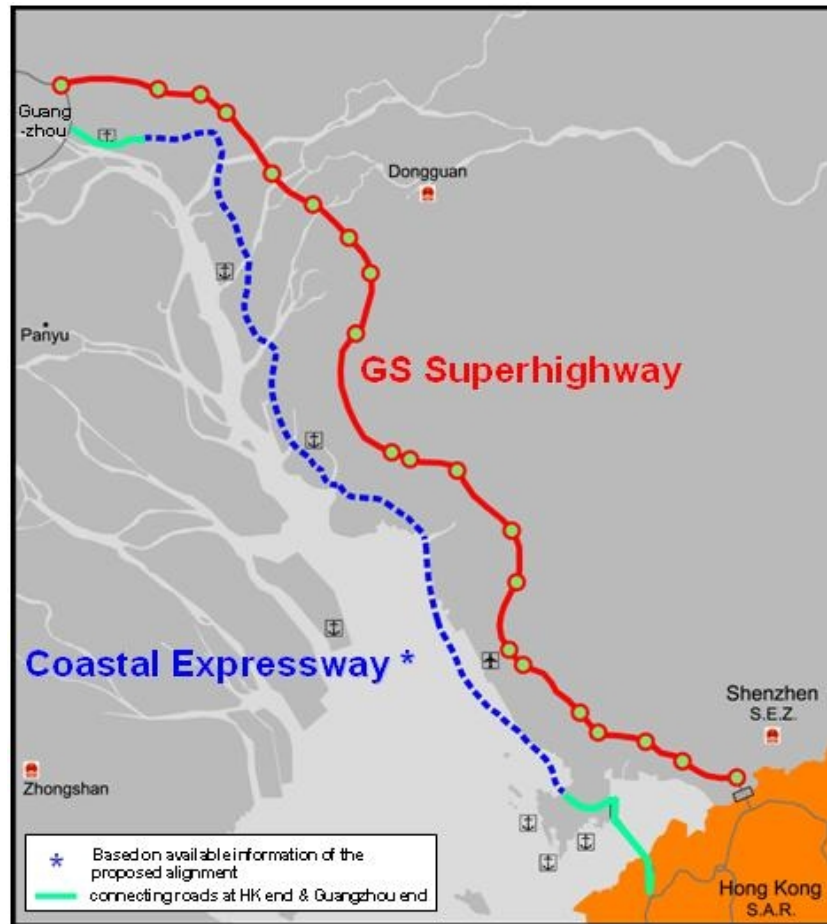 Guang
-zhou
Dongguan
Panyu
GS Superhighway
Coastal Expressway *
Shenzhen
S.E.Z.
Zhongshan
* Based on available information of the
proposed alignment
connecting roads at HK end & Guangzhou end
Hong Kong
S.A.R.